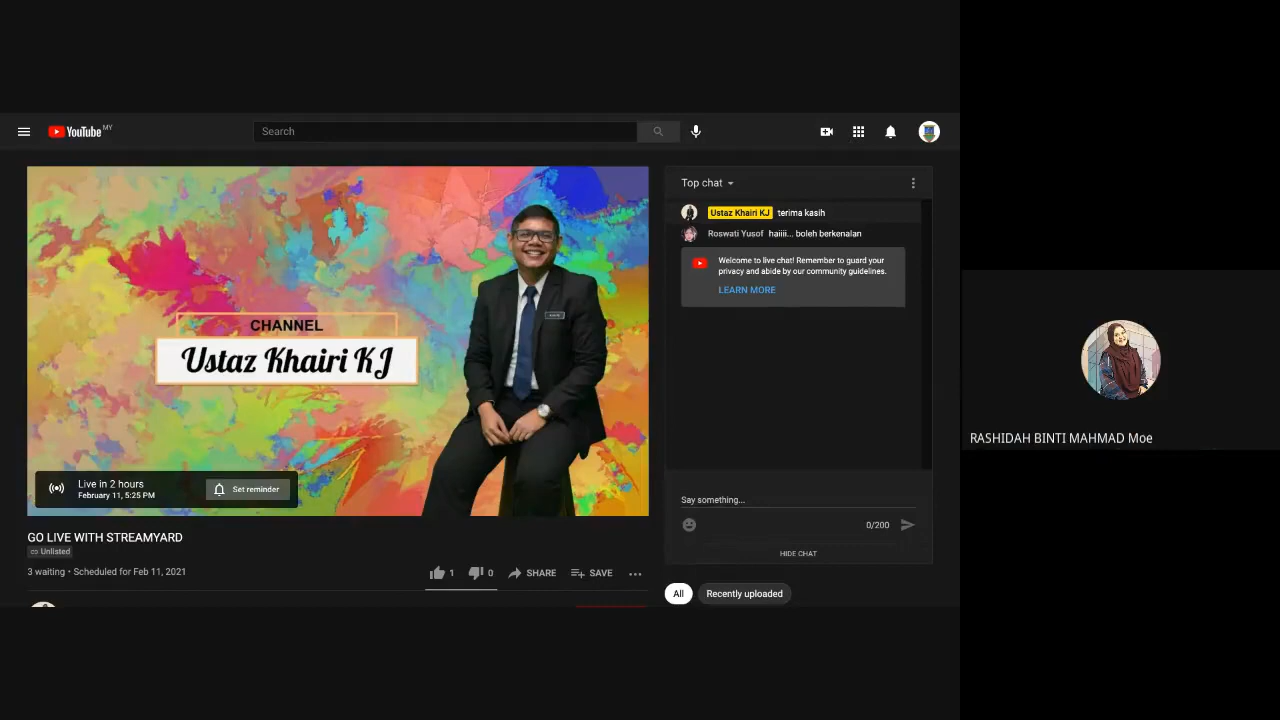 YouTube MY
Search
CHANNEL
Ustaz Khairi KJ
Live in 2 hours
February 11, 5:25 PM
Set reminder
GO LIVE WITH STREAMYARD
Unlisted
3 waiting • Scheduled for Feb 11, 2021
1
0
SHARE
SAVE
Top chat
Ustaz Khairi KJ terima kasih
Roswati Yusof haiiii... boleh berkenalan
Welcome to live chat! Remember to guard your
privacy and abide by our community guidelines.
LEARN MORE
Say something...
0/200
HIDE CHAT
All
Recently uploaded
RASHIDAH BINTI MAHMAD Moe